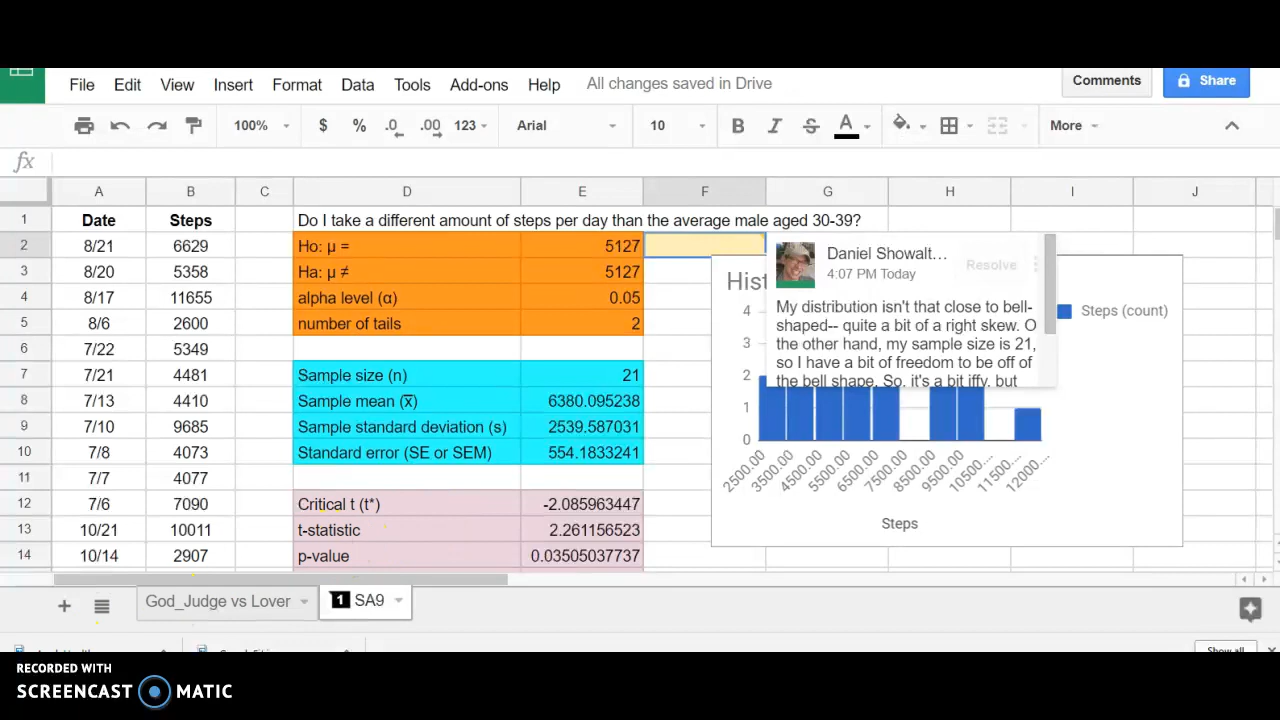 File Edit View Insert Format Data Tools Add-ons Help All changes saved in Drive Comments Share
100% $ % .0 .00 123 Arial 10 B I S A More
fx
A B C D E F G H I J
1 Date Steps Do I take a different amount of steps per day than the average male aged 30-39?
2 8/21 6629 Ho: µ = 5127
3 8/20 5358 Ha: µ ≠ 5127
4 8/17 11655 alpha level (α) 0.05
5 8/6 2600 number of tails 2
6 7/22 5349
7 7/21 4481 Sample size (n) 21
8 7/13 4410 Sample mean (x̅) 6380.095238
9 7/10 9685 Sample standard deviation (s) 2539.587031
10 7/8 4073 Standard error (SE or SEM) 554.1833241
11 7/7 4077
12 7/6 7090 Critical t (t*) -2.085963447
13 10/21 10011 t-statistic 2.261156523
14 10/14 2907 p-value 0.03505037737
Daniel Showalt...
4:07 PM Today
Resolve
My distribution isn't that close to bell-
shaped-- quite a bit of a right skew. O
the other hand, my sample size is 21,
so I have a bit of freedom to be off of
the bell shape. So, it's a bit iffy, but
Hist
Steps (count)
4
3
2
1
0
2500.00 3500.00 4500.00 5500.00 6500.00 7500.00 8500.00 9500.00 10500... 11500... 12000...
Steps
+ God_Judge vs Lover 1 SA9
Show all
RECORDED WITH
SCREENCAST MATIC